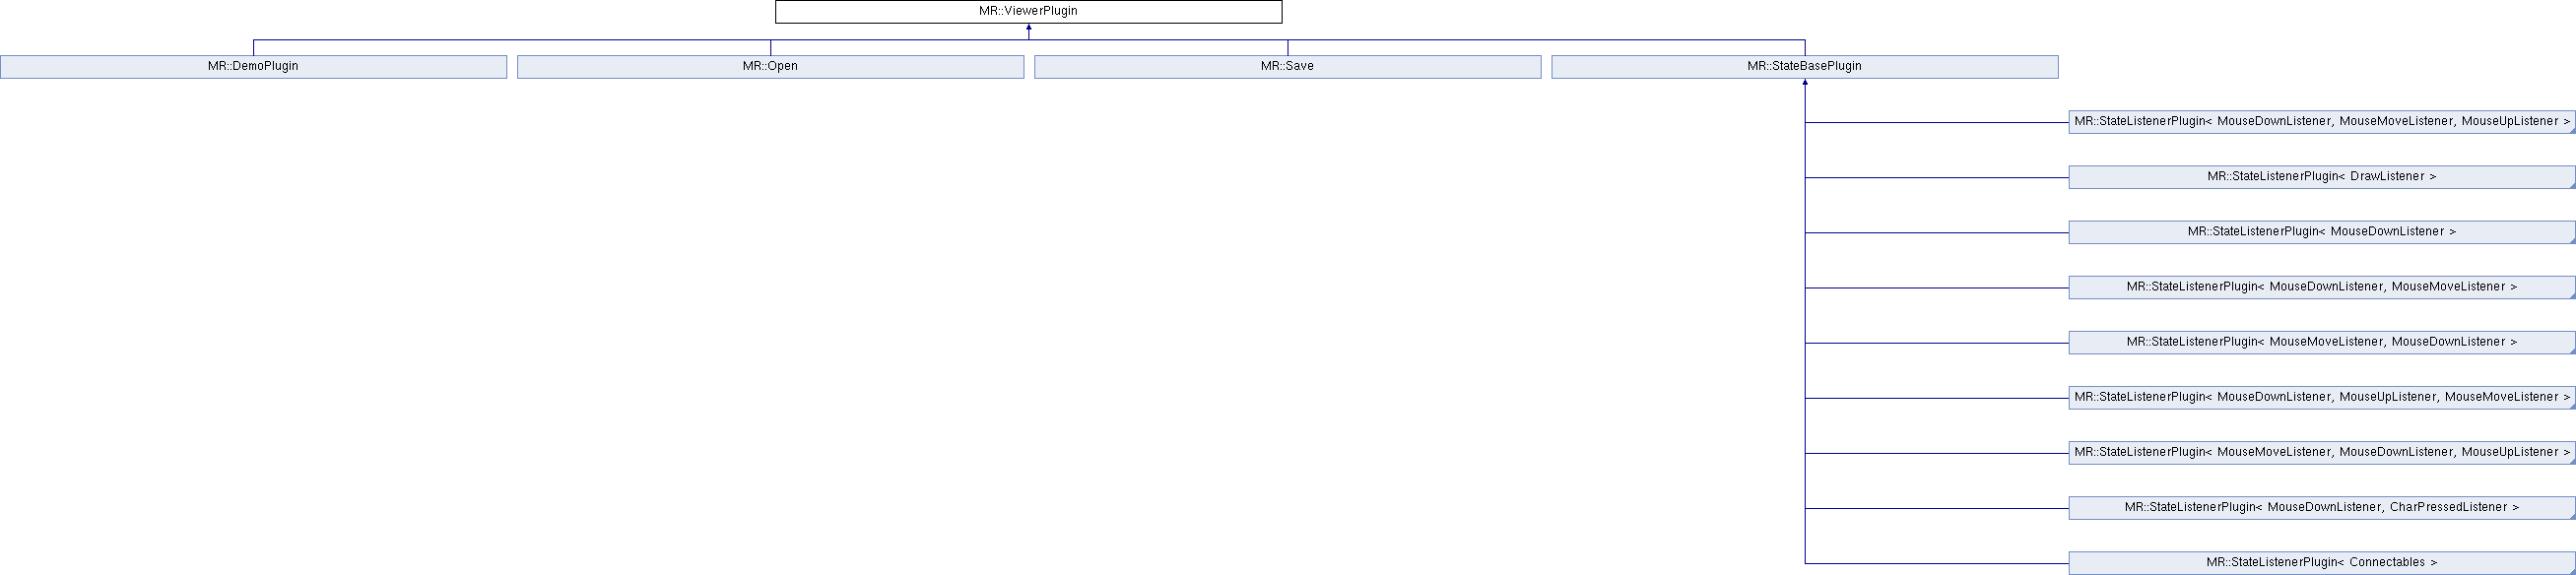 MR::ViewerPlugin
MR::DemoPlugin
MR::Open
MR::Save
MR::StateBasePlugin
MR::StateListenerPlugin< MouseDownListener, MouseMoveListener, MouseUpListener >
MR::StateListenerPlugin< DrawListener >
MR::StateListenerPlugin< MouseDownListener >
MR::StateListenerPlugin< MouseDownListener, MouseMoveListener >
MR::StateListenerPlugin< MouseMoveListener, MouseDownListener >
MR::StateListenerPlugin< MouseDownListener, MouseUpListener, MouseMoveListener >
MR::StateListenerPlugin< MouseMoveListener, MouseDownListener, MouseUpListener >
MR::StateListenerPlugin< MouseDownListener, CharPressedListener >
MR::StateListenerPlugin< Connectables >